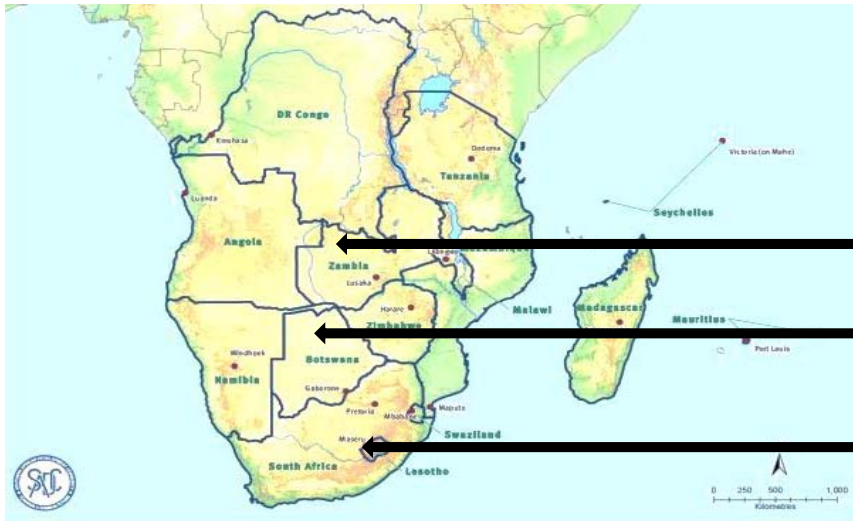 DR Congo
Kinshasa
Dodoma
Tanzania
Victoria (on Mahe)
Luanda
Seychelles
Angola
Zambia
Lusaka
Malawi
Harare
Zimbabwe
Madagascar
Mauritius
Port Louis
Windhoek
Namibia
Botswana
Gaborone
Pretoria
Mbabane
Maputo
Maseru
Swaziland
South Africa
Lesotho
SADC
0 250 500 1,000
Kilometres